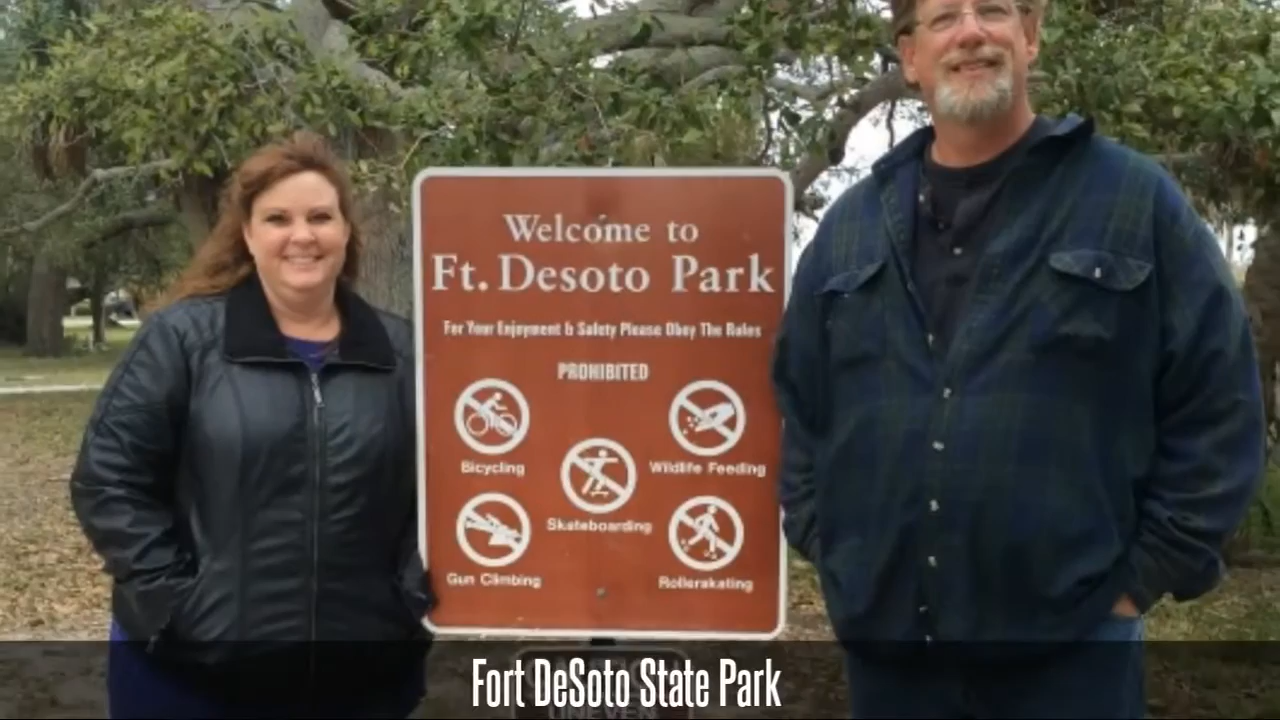 Welcome to
Ft. Desoto Park
For Your Enjoyment & Safety Please Obey The Rules
PROHIBITED
Bicycling
Wildlife Feeding
Skateboarding
Gun Climbing
Rollerskating
Fort DeSoto State Park
UNEVEN